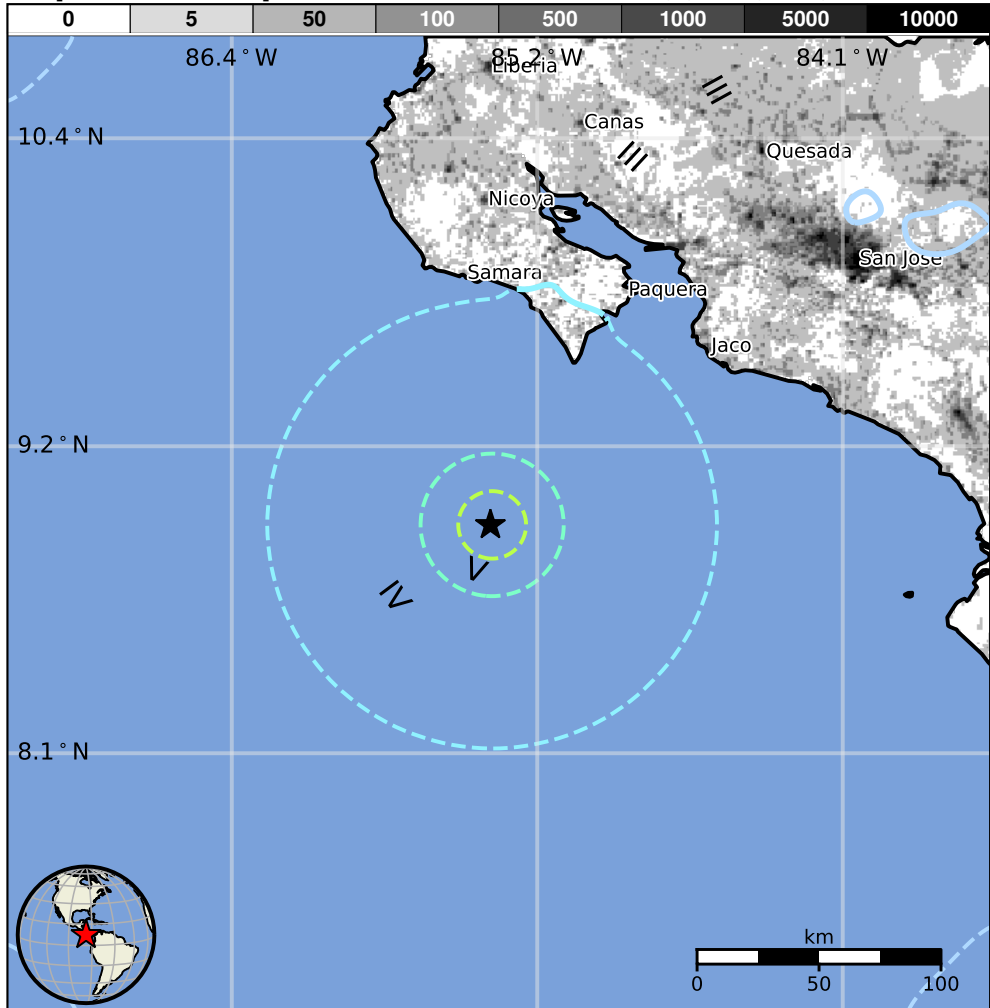 0 5 50 100 500 1000 5000 10000
86.4°W 85.2°W 84.1°W
Liberia
III
Canas
10.4°N
III
Quesada
Nicoya
San Jose
Samara
Paquera
Jaco
9.2°N
V
IV
8.1°N
km
0 50 100